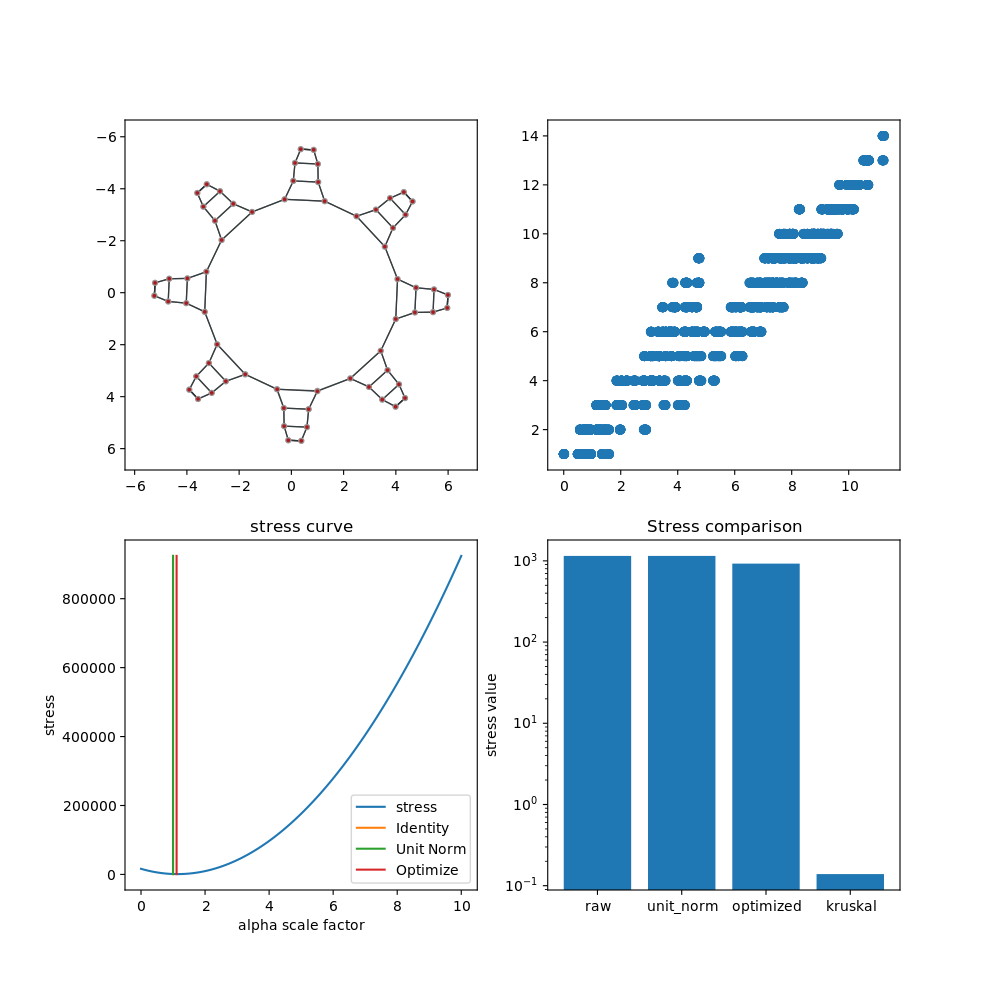 −6
−4
−2
0
2
4
6
−6 −4 −2 0 2 4 6
14
12
10
8
6
4
2
0 2 4 6 8 10
stress curve
800000
600000
400000
200000
0
stress
0 2 4 6 8 10
alpha scale factor
stress
Identity
Unit Norm
Optimize
Stress comparison
10³
10²
10¹
10⁰
10⁻¹
stress value
raw unit_norm optimized kruskal